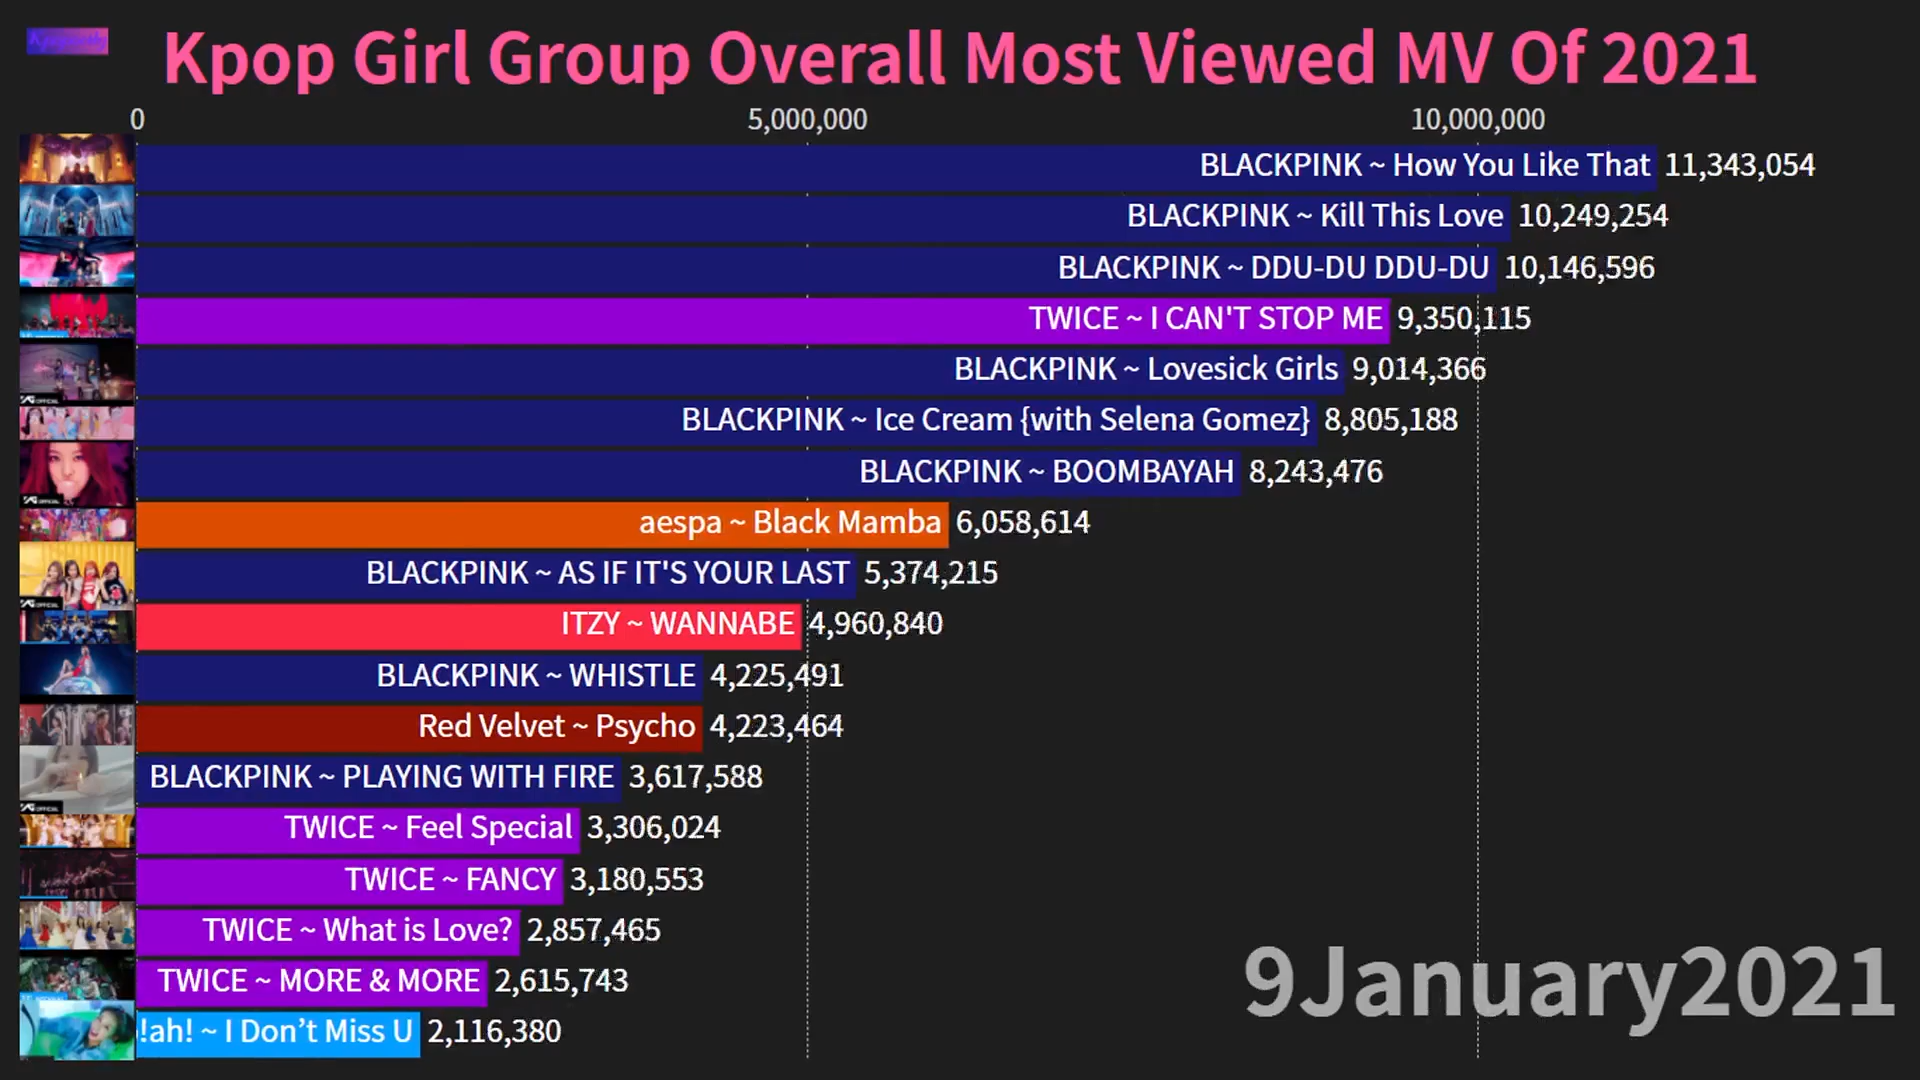 Kpop Girl Group Overall Most Viewed MV Of 2021
0 5,000,000 10,000,000
BLACKPINK ~ How You Like That 11,343,054
BLACKPINK ~ Kill This Love 10,249,254
BLACKPINK ~ DDU-DU DDU-DU 10,146,596
TWICE ~ I CAN'T STOP ME 9,350,115
BLACKPINK ~ Lovesick Girls 9,014,366
BLACKPINK ~ Ice Cream {with Selena Gomez} 8,805,188
BLACKPINK ~ BOOMBAYAH 8,243,476
aespa ~ Black Mamba 6,058,614
BLACKPINK ~ AS IF IT'S YOUR LAST 5,374,215
ITZY ~ WANNABE 4,960,840
BLACKPINK ~ WHISTLE 4,225,491
Red Velvet ~ Psycho 4,223,464
BLACKPINK ~ PLAYING WITH FIRE 3,617,588
TWICE ~ Feel Special 3,306,024
TWICE ~ FANCY 3,180,553
TWICE ~ What is Love? 2,857,465
TWICE ~ MORE & MORE 2,615,743
!ah! ~ I Don’t Miss U 2,116,380
9January2021